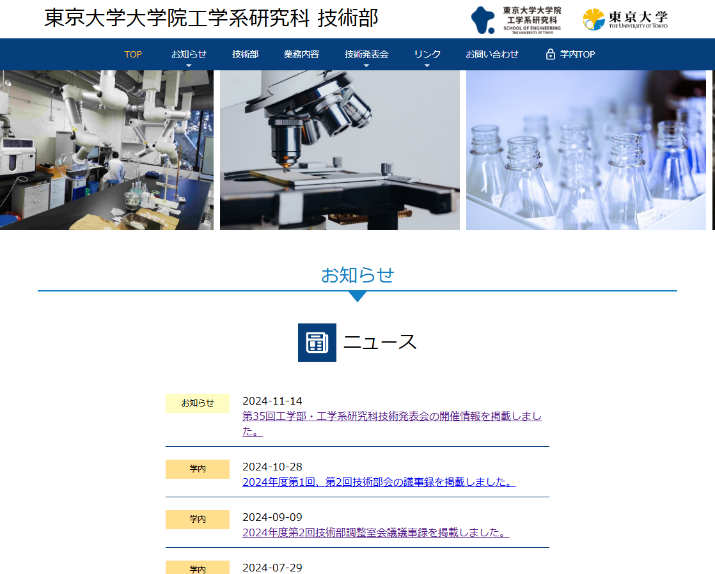 東京大学大学院工学系研究科 技術部
東京大学大学院
工学系研究科
SCHOOL OF ENGINEERING
THE UNIVERSITY OF TOKYO
東京大学
THE UNIVERSITY OF TOKYO
TOP お知らせ 技術部 業務内容 技術発表会 リンク お問い合わせ 学内TOP
お知らせ
ニュース
お知らせ 2024-11-14
第35回工学部・工学系研究科技術発表会の開催情報を掲載しまし
た。
学内 2024-10-28
2024年度第1回、第2回技術部会の議事録を掲載しました。
学内 2024-09-09
2024年度第2回技術部調整室会議議事録を掲載しました。
学内 2024-07-29